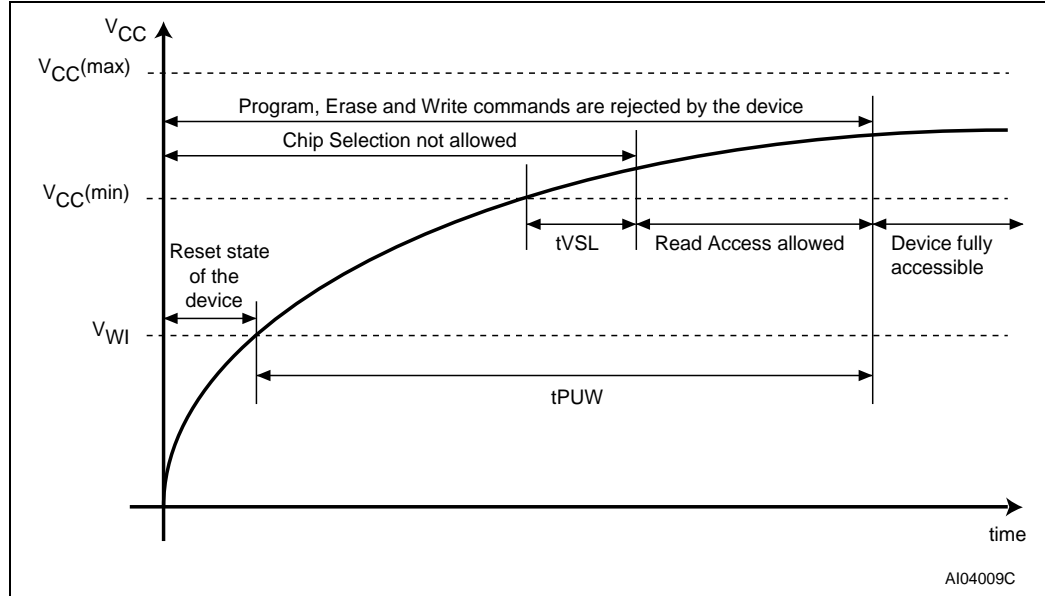 VCC
VCC(max)
Program, Erase and Write commands are rejected by the device
Chip Selection not allowed
VCC(min)
tVSL
Read Access allowed
Device fully
accessible
Reset state
of the
device
VWI
tPUW
time
AI04009C